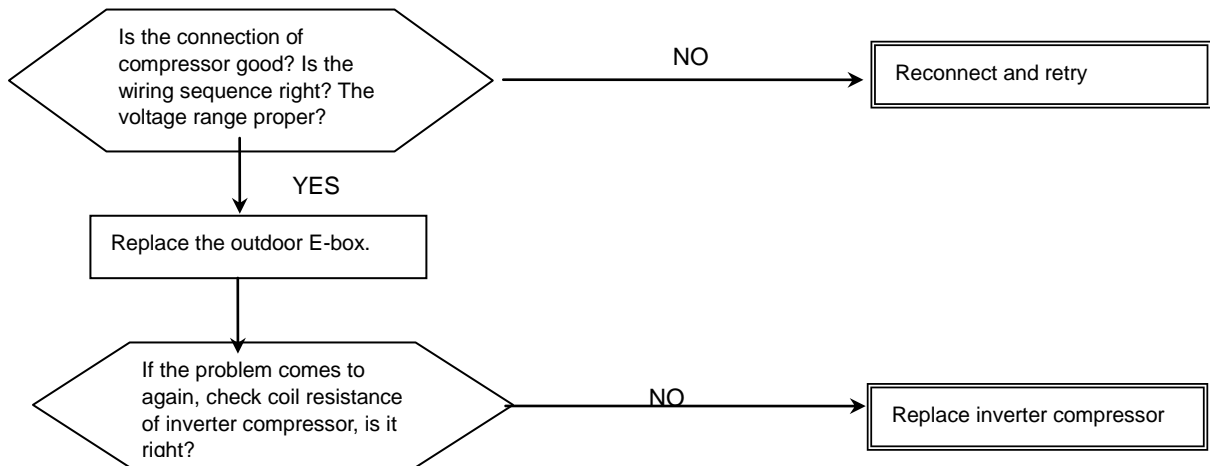 Is the connection of
compressor good? Is the
wiring sequence right? The
voltage range proper?
NO
Reconnect and retry
YES
Replace the outdoor E-box.
If the problem comes to
again, check coil resistance
of inverter compressor, is it
right?
NO
Replace inverter compressor